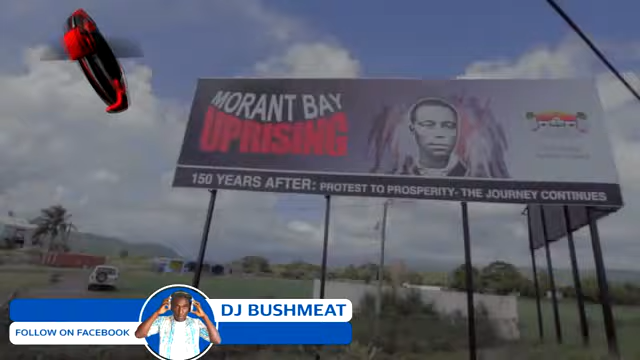 MORANT BAY
UPRISING
150 YEARS AFTER: PROTEST TO PROSPERITY- THE JOURNEY CONTINUES
DJ BUSHMEAT
FOLLOW ON FACEBOOK